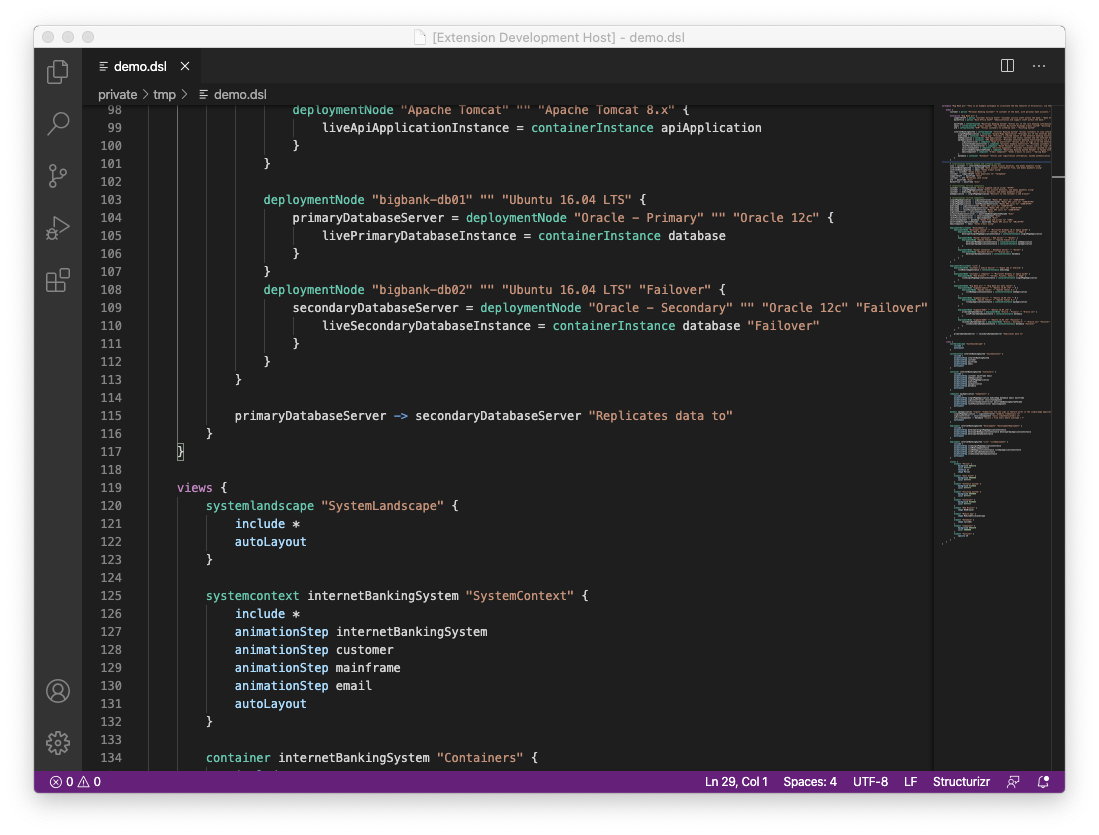 [Extension Development Host] - demo.dsl
demo.dsl
private > tmp > demo.dsl
98 deploymentNode "Apache Tomcat" "" "Apache Tomcat 8.x" {
99 liveApiApplicationInstance = containerInstance apiApplication
100 }
101 }
102
103 deploymentNode "bigbank-db01" "" "Ubuntu 16.04 LTS" {
104 primaryDatabaseServer = deploymentNode "Oracle - Primary" "" "Oracle 12c" {
105 livePrimaryDatabaseInstance = containerInstance database
106 }
107 }
108 deploymentNode "bigbank-db02" "" "Ubuntu 16.04 LTS" "Failover" {
109 secondaryDatabaseServer = deploymentNode "Oracle - Secondary" "" "Oracle 12c" "Failover"
110 liveSecondaryDatabaseInstance = containerInstance database "Failover"
111 }
112 }
113 }
114
115 primaryDatabaseServer -> secondaryDatabaseServer "Replicates data to"
116 }
117 }
118
119 views {
120 systemlandscape "SystemLandscape" {
121 include *
122 autoLayout
123 }
124
125 systemcontext internetBankingSystem "SystemContext" {
126 include *
127 animationStep internetBankingSystem
128 animationStep customer
129 animationStep mainframe
130 animationStep email
131 autoLayout
132 }
133
134 container internetBankingSystem "Containers" {
0 0 Ln 29, Col 1 Spaces: 4 UTF-8 LF Structurizr